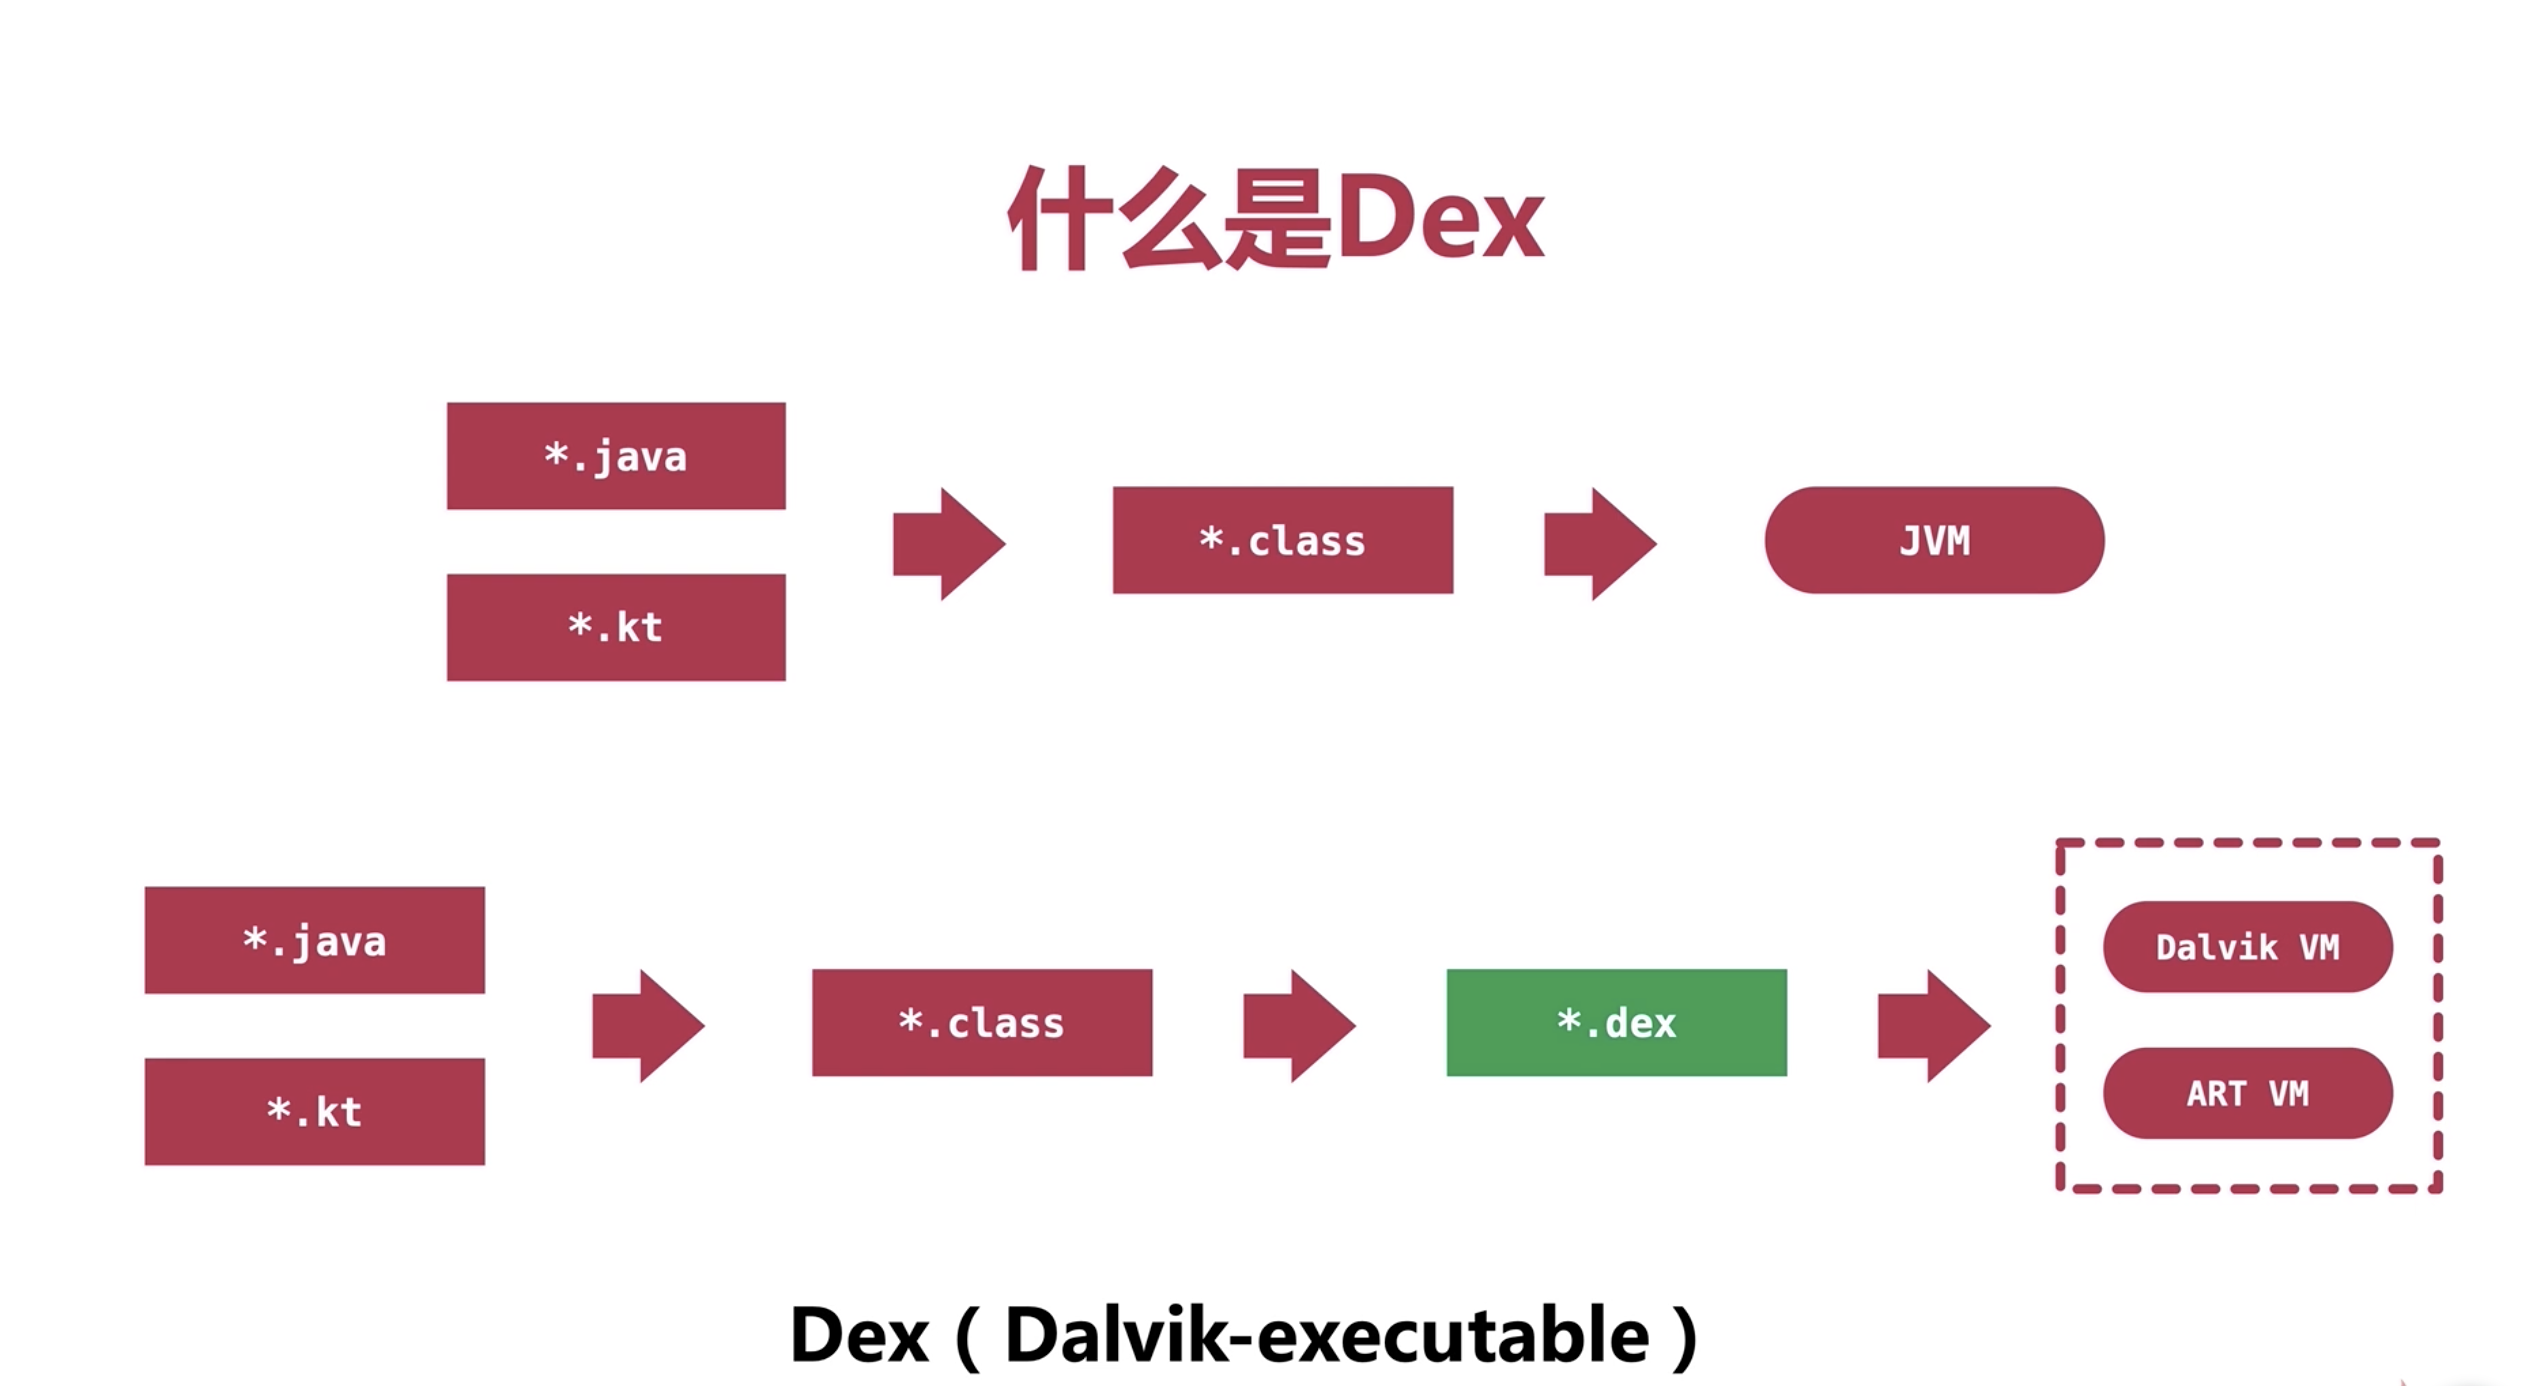 什么是Dex
*.java
*.kt
*.class
JVM
*.java
*.kt
*.class
*.dex
Dalvik VM
ART VM
Dex（Dalvik-executable）